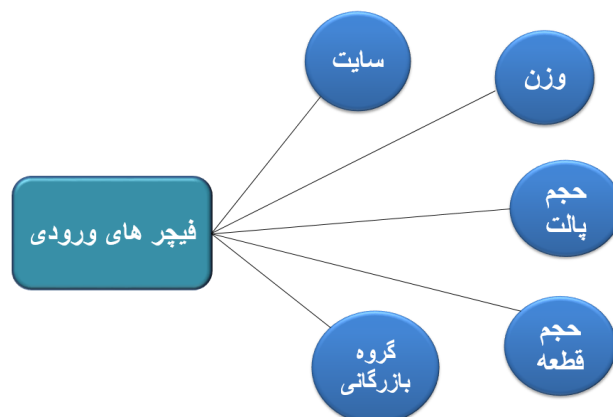 سایت
وزن
فیچر های ورودی
حجم
پالت
حجم
قطعه
گروه
بازرگانی